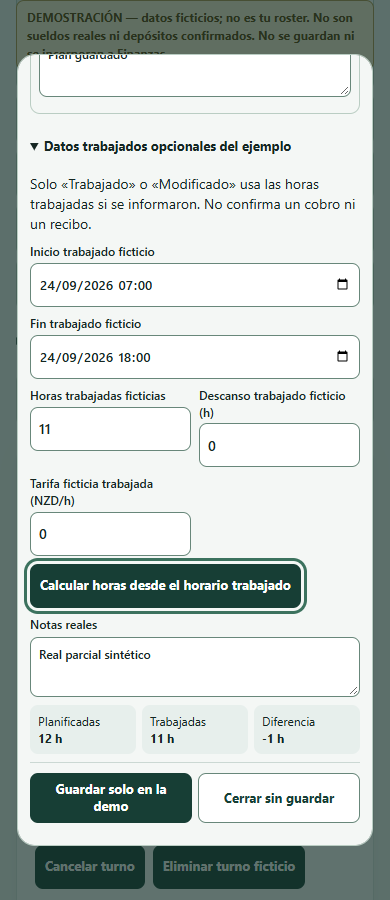 DEMOSTRACIÓN — datos ficticios; no es tu roster. No son
sueldos reales ni depósitos confirmados. No se guardan ni
se incorporan a Finanzas.
Plan guardado
▼ Datos trabajados opcionales del ejemplo
Solo «Trabajado» o «Modificado» usa las horas
trabajadas si se informaron. No confirma un cobro ni
un recibo.
Inicio trabajado ficticio
24/09/2026 07:00
Fin trabajado ficticio
24/09/2026 18:00
Horas trabajadas ficticias
11
Descanso trabajado ficticio
(h)
0
Tarifa ficticia trabajada
(NZD/h)
0
Calcular horas desde el horario trabajado
Notas reales
Real parcial sintético
Planificadas
12 h
Trabajadas
11 h
Diferencia
-1 h
Guardar solo en la
demo
Cerrar sin guardar
Cancelar turno
Eliminar turno ficticio